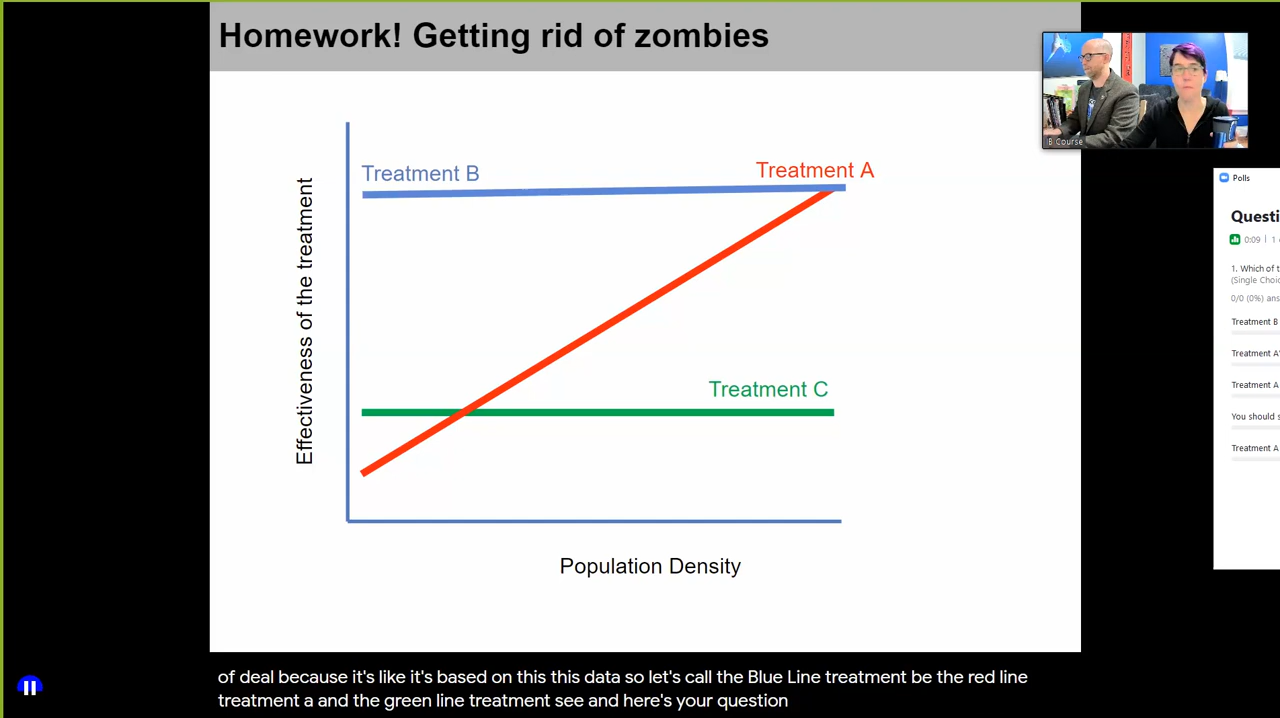 Homework! Getting rid of zombies
Treatment B
Treatment A
Effectiveness of the treatment
Treatment C
Population Density
B Course
Polls
Questi
0:09 | 1
1. Which of t
(Single Choic
0/0 (0%) ans
Treatment B
Treatment A'
Treatment A
You should s
Treatment A
of deal because it's like it's based on this this data so let's call the Blue Line treatment be the red line
treatment a and the green line treatment see and here's your question